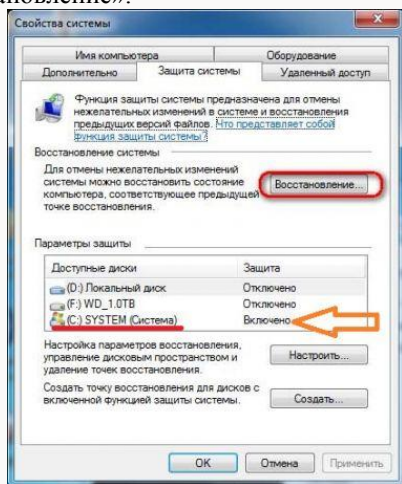 ановление».
Свойства системы
Имя компьютера
Оборудование
Дополнительно
Защита системы
Удаленный доступ
Функция защиты системы предназначена для отмены
нежелательных изменений в системе и восстановления
предыдущих версий файлов. Что представляет собой
функция защиты системы?
Восстановление системы
Для отмены нежелательных изменений
системы можно восстановить состояние
компьютера, соответствующее предыдущей
точке восстановления.
Восстановление...
Параметры защиты
Доступные диски
Защита
(D:) Локальный диск
Отключено
(F:) WD_1.0TB
Отключено
(C:) SYSTEM (Система)
Включено
Настройка параметров восстановления,
управление дисковым пространством и
удаление точек восстановления.
Настроить...
Создать точку восстановления для дисков с
включенной функцией защиты системы.
Создать...
OK
Отмена
Применить